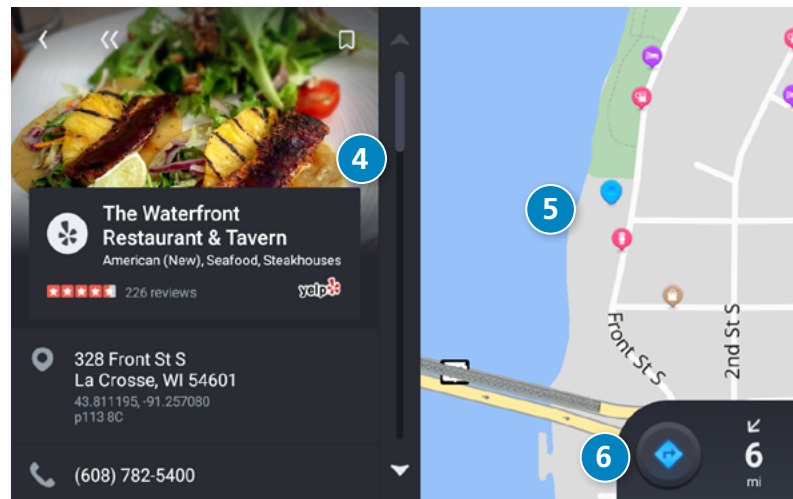 4
The Waterfront
Restaurant & Tavern
American (New), Seafood, Steakhouses
226 reviews
yelp
328 Front St S
La Crosse, WI 54601
43.811195, -91.257080
p113 8C
(608) 782-5400
5
Front St S
2nd St S
6
6
mi